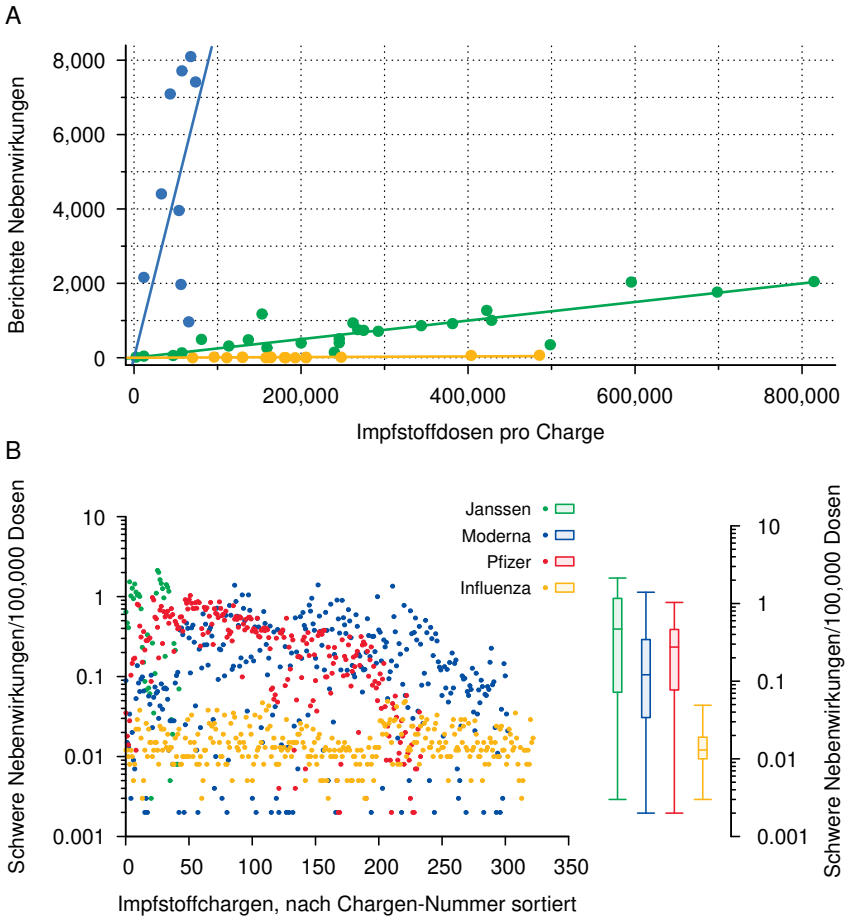 A
Berichtete Nebenwirkungen
8,000
6,000
4,000
2,000
0
0
200,000
400,000
600,000
800,000
Impfstoffdosen pro Charge
B
Schwere Nebenwirkungen/100,000 Dosen
10
1
0.1
0.01
0.001
0
50
100
150
200
250
300
350
Impfstoffchargen, nach Chargen-Nummer sortiert
Janssen
Moderna
Pfizer
Influenza
10
1
0.1
0.01
0.001
Schwere Nebenwirkungen/100,000 Dosen